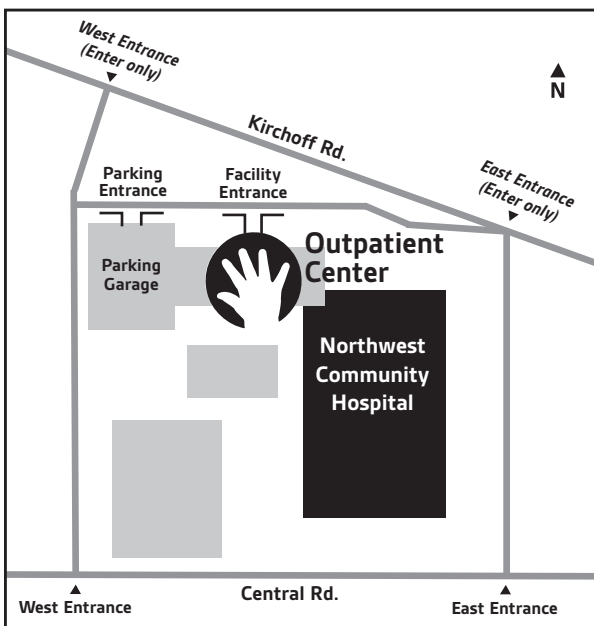 West Entrance
(Enter only)
N
Kirchoff Rd.
Parking
Entrance
Facility
Entrance
East Entrance
(Enter only)
Outpatient
Center
Parking
Garage
Northwest
Community
Hospital
Central Rd.
West Entrance
East Entrance